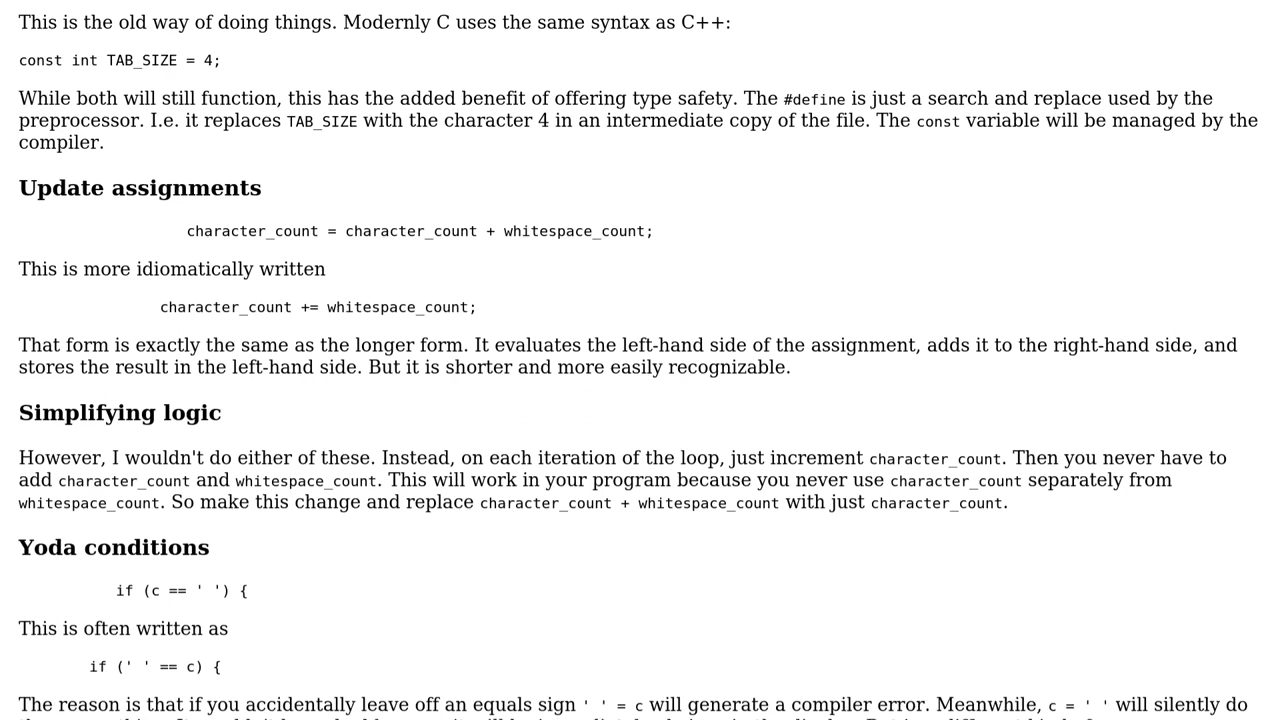 This is the old way of doing things. Modernly C uses the same syntax as C++:
const int TAB_SIZE = 4;
While both will still function, this has the added benefit of offering type safety. The #define is just a search and replace used by the
preprocessor. I.e. it replaces TAB_SIZE with the character 4 in an intermediate copy of the file. The const variable will be managed by the
compiler.
Update assignments
character_count = character_count + whitespace_count;
This is more idiomatically written
character_count += whitespace_count;
That form is exactly the same as the longer form. It evaluates the left-hand side of the assignment, adds it to the right-hand side, and
stores the result in the left-hand side. But it is shorter and more easily recognizable.
Simplifying logic
However, I wouldn't do either of these. Instead, on each iteration of the loop, just increment character_count. Then you never have to
add character_count and whitespace_count. This will work in your program because you never use character_count separately from
whitespace_count. So make this change and replace character_count + whitespace_count with just character_count.
Yoda conditions
if (c == ' ') {
This is often written as
if (' ' == c) {
The reason is that if you accidentally leave off an equals sign ' ' = c will generate a compiler error. Meanwhile, c = ' ' will silently do